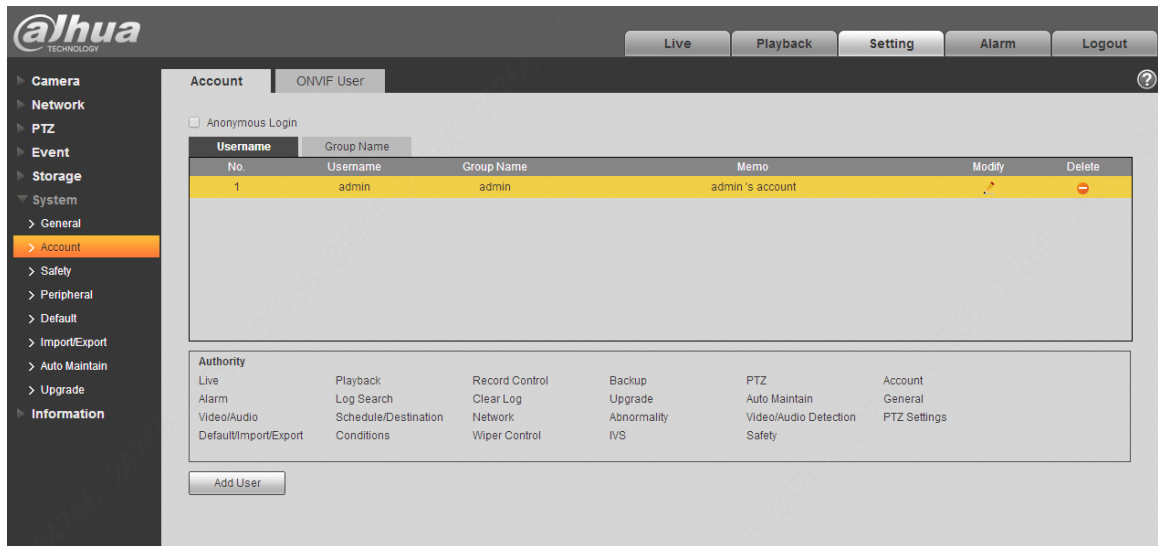 alhua
TECHNOLOGY
Live Playback Setting Alarm Logout
Camera
Network
PTZ
Event
Storage
System
> General
> Account
> Safety
> Peripheral
> Default
> Import/Export
> Auto Maintain
> Upgrade
Information
Account ONVIF User
?
Anonymous Login
Username Group Name
No. Username Group Name Memo Modify Delete
1 admin admin admin 's account
Authority
Live Playback Record Control Backup PTZ Account
Alarm Log Search Clear Log Upgrade Auto Maintain General
Video/Audio Schedule/Destination Network Abnormality Video/Audio Detection PTZ Settings
Default/Import/Export Conditions Wiper Control IVS Safety
Add User